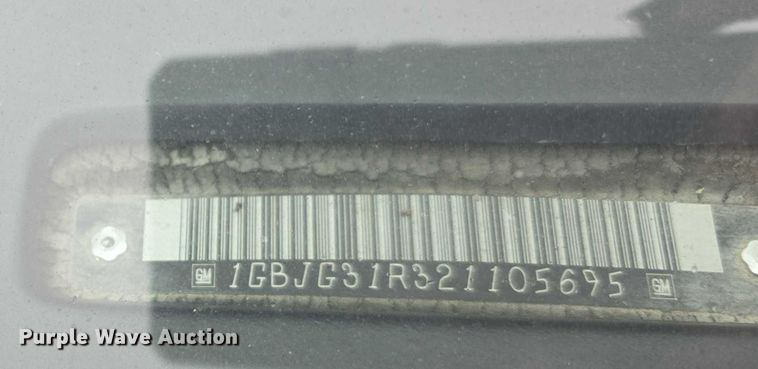 GM 1GBJG31R321105695 GM
Purple Wave Auction